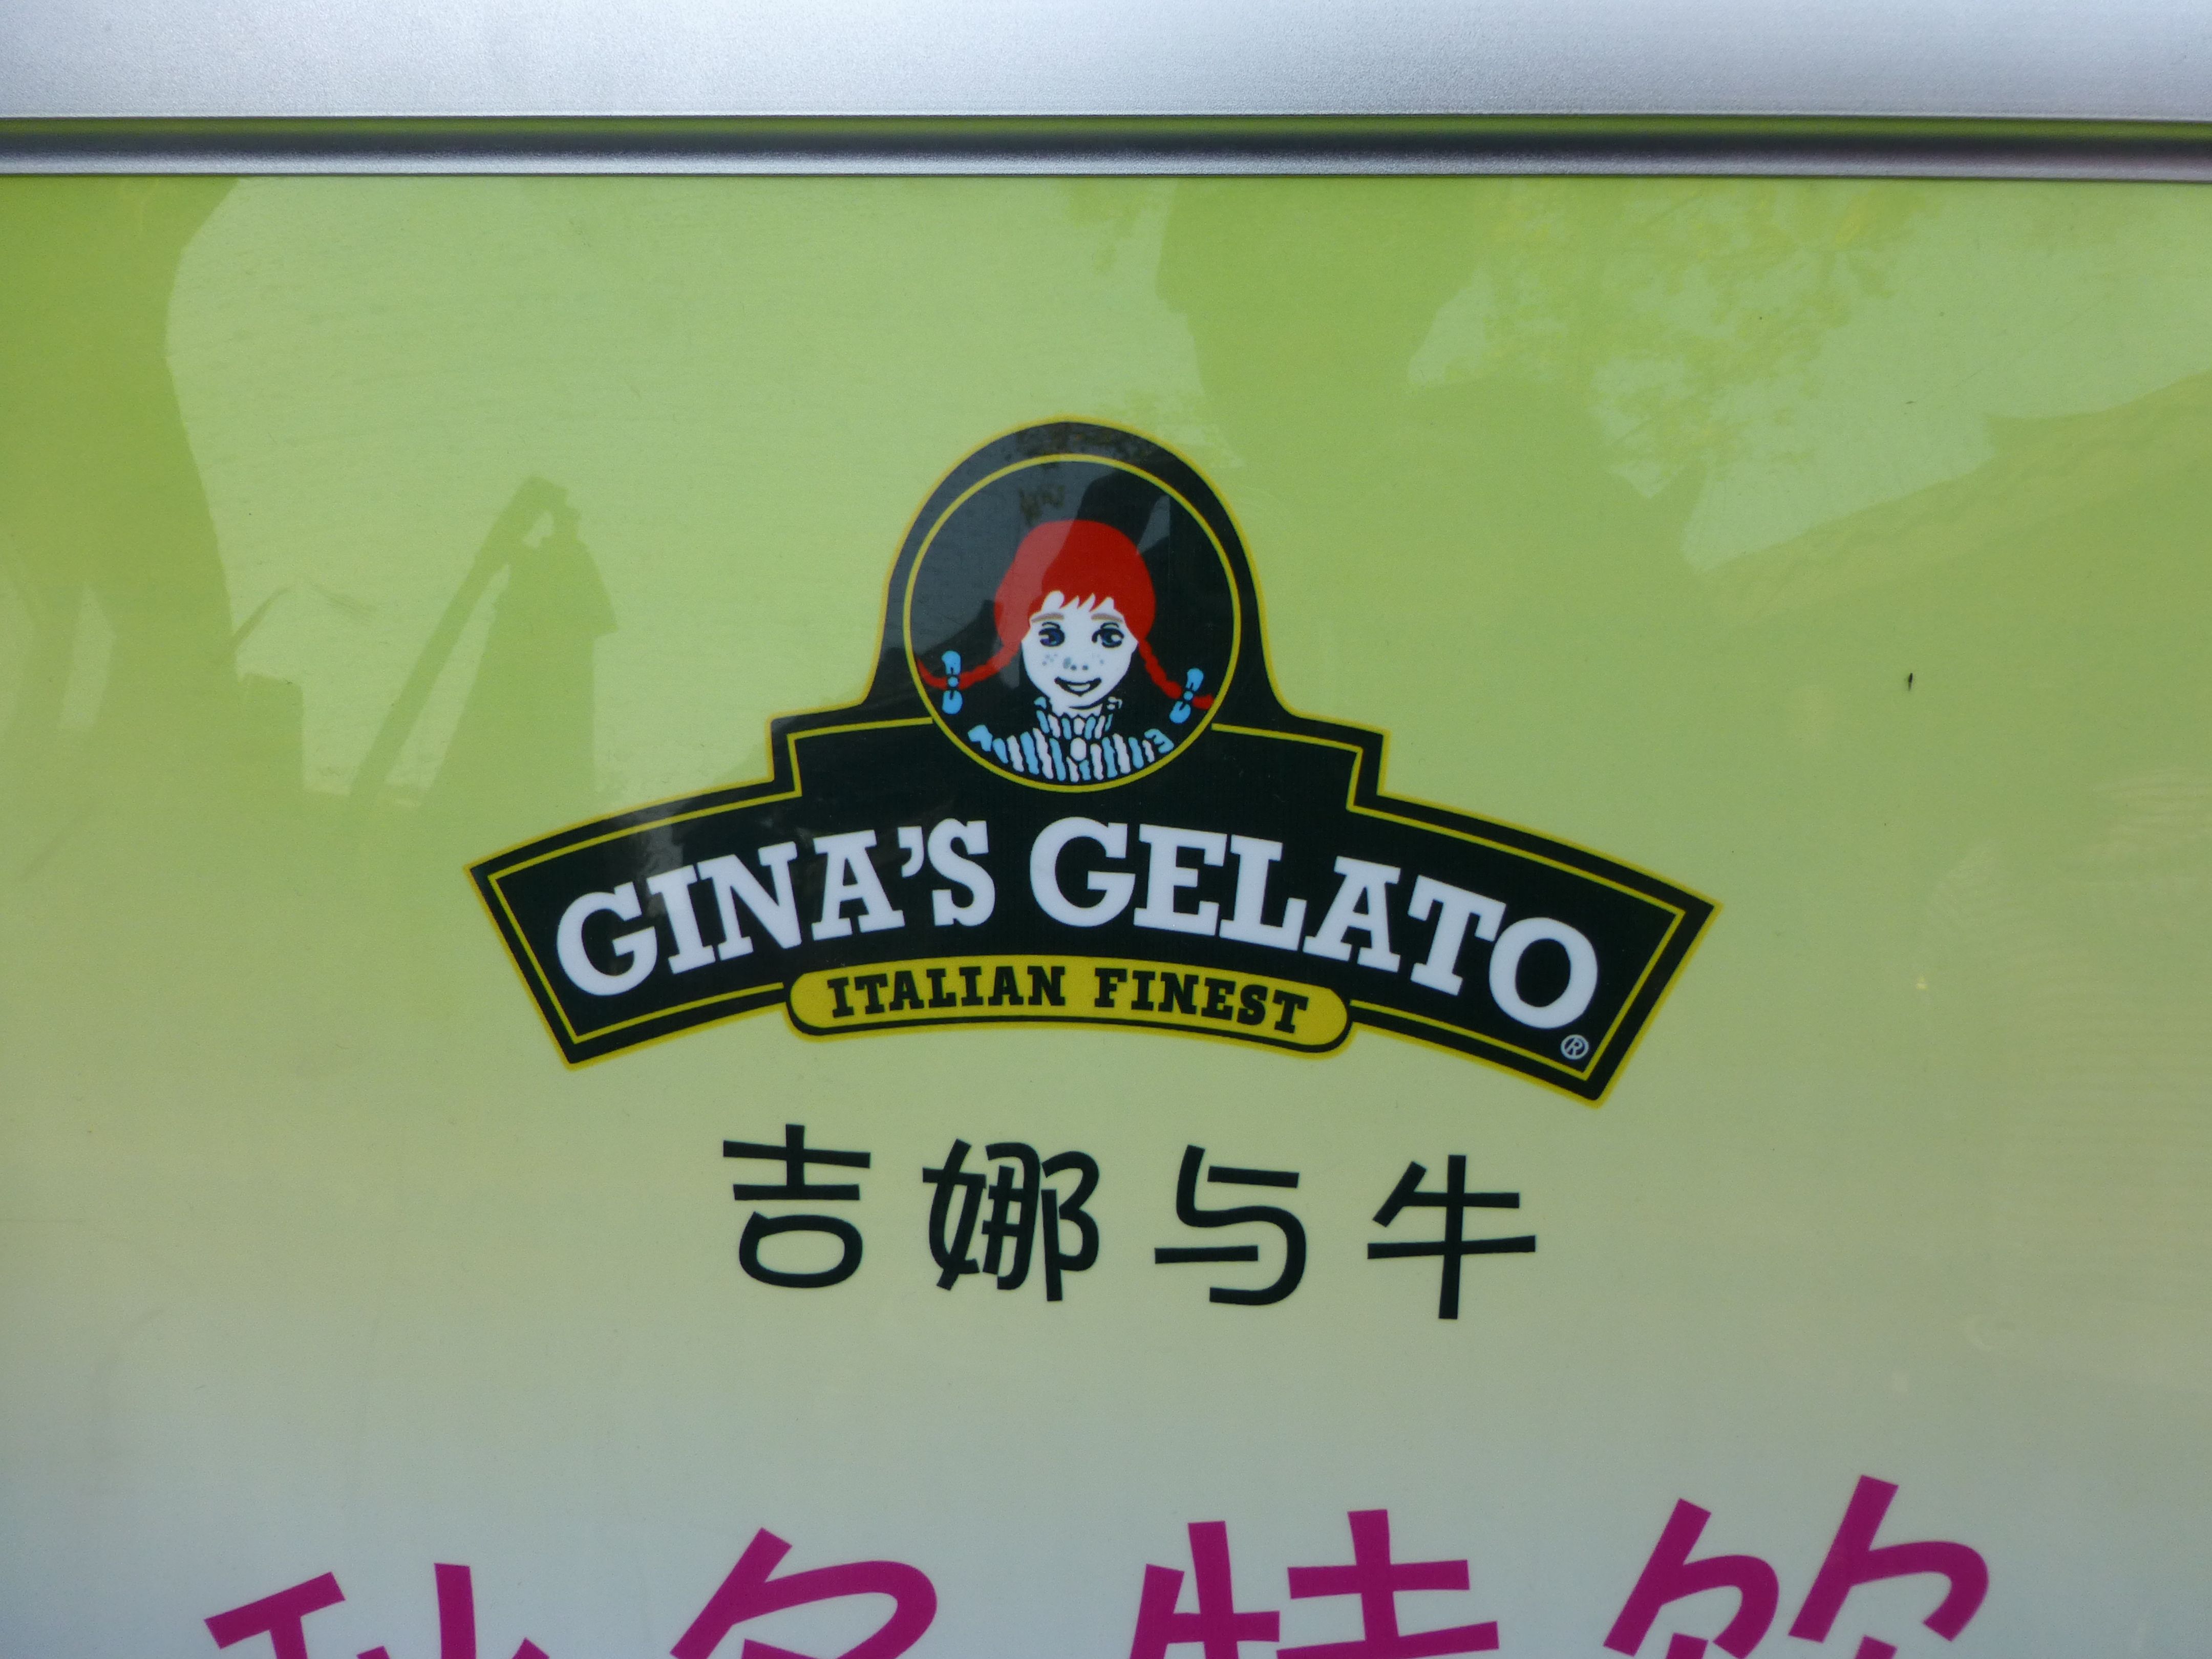 GINA'S GELATO
ITALIAN FINEST
®
吉娜与牛